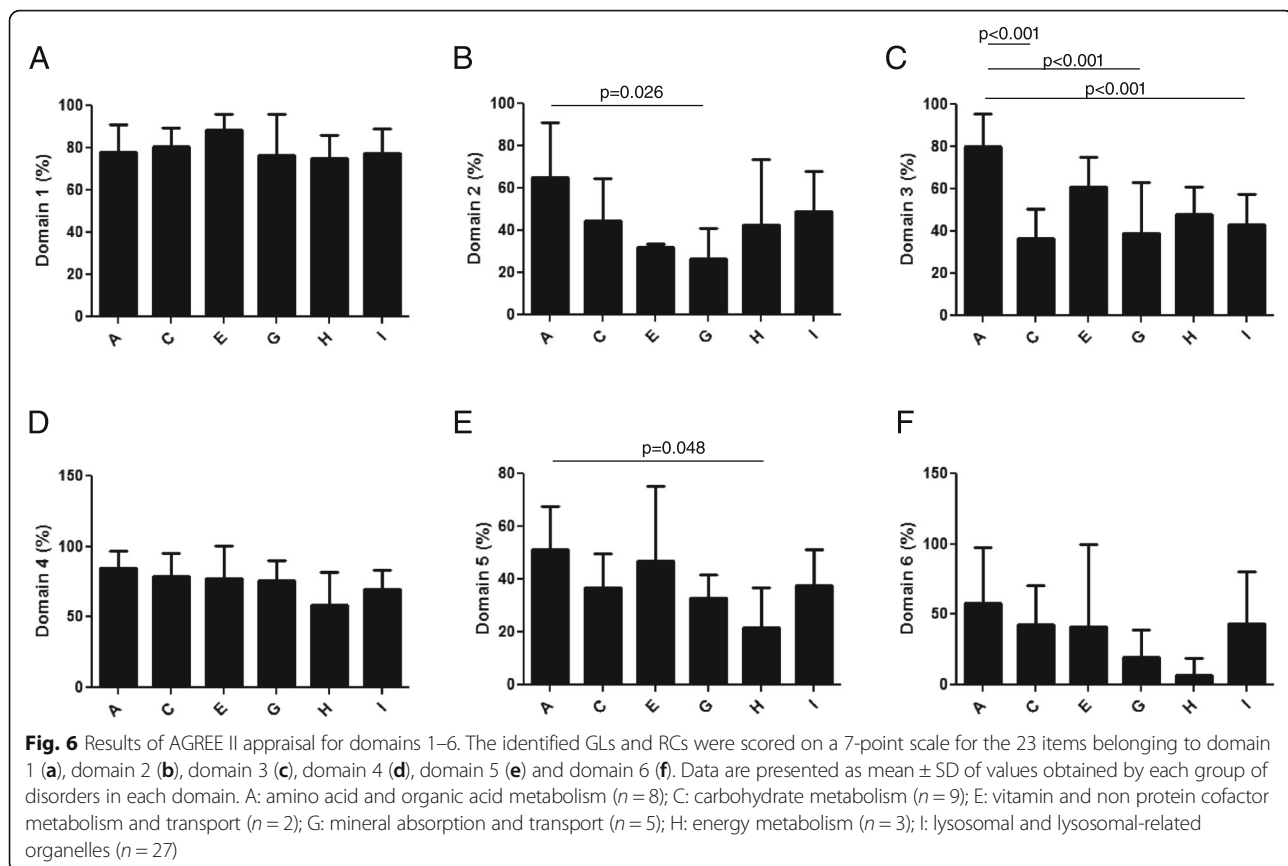 A
100
80
60
40
20
0
Domain 1 (%)
A C E G H I
B
p=0.026
100
80
60
40
20
0
Domain 2 (%)
A C E G H I
C
p<0.001
p<0.001
p<0.001
100
80
60
40
20
0
Domain 3 (%)
A C E G H I
D
150
100
50
0
Domain 4 (%)
A C E G H I
E
p=0.048
80
60
40
20
0
Domain 5 (%)
A C E G H I
F
150
100
50
0
Domain 6 (%)
A C E G H I
Fig. 6 Results of AGREE II appraisal for domains 1–6. The identified GLs and RCs were scored on a 7-point scale for the 23 items belonging to domain
1 (a), domain 2 (b), domain 3 (c), domain 4 (d), domain 5 (e) and domain 6 (f). Data are presented as mean ± SD of values obtained by each group of
disorders in each domain. A: amino acid and organic acid metabolism (n = 8); C: carbohydrate metabolism (n = 9); E: vitamin and non protein cofactor
metabolism and transport (n = 2); G: mineral absorption and transport (n = 5); H: energy metabolism (n = 3); I: lysosomal and lysosomal-related
organelles (n = 27)